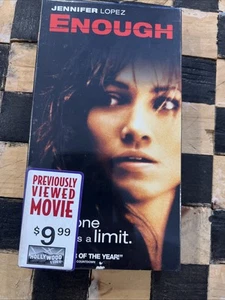 JENNIFER LOPEZ
ENOUGH
PREVIOUSLY
VIEWED
MOVIE
$9.99
HOLLYWOOD
one
s a limit.
OF THE YEAR!"